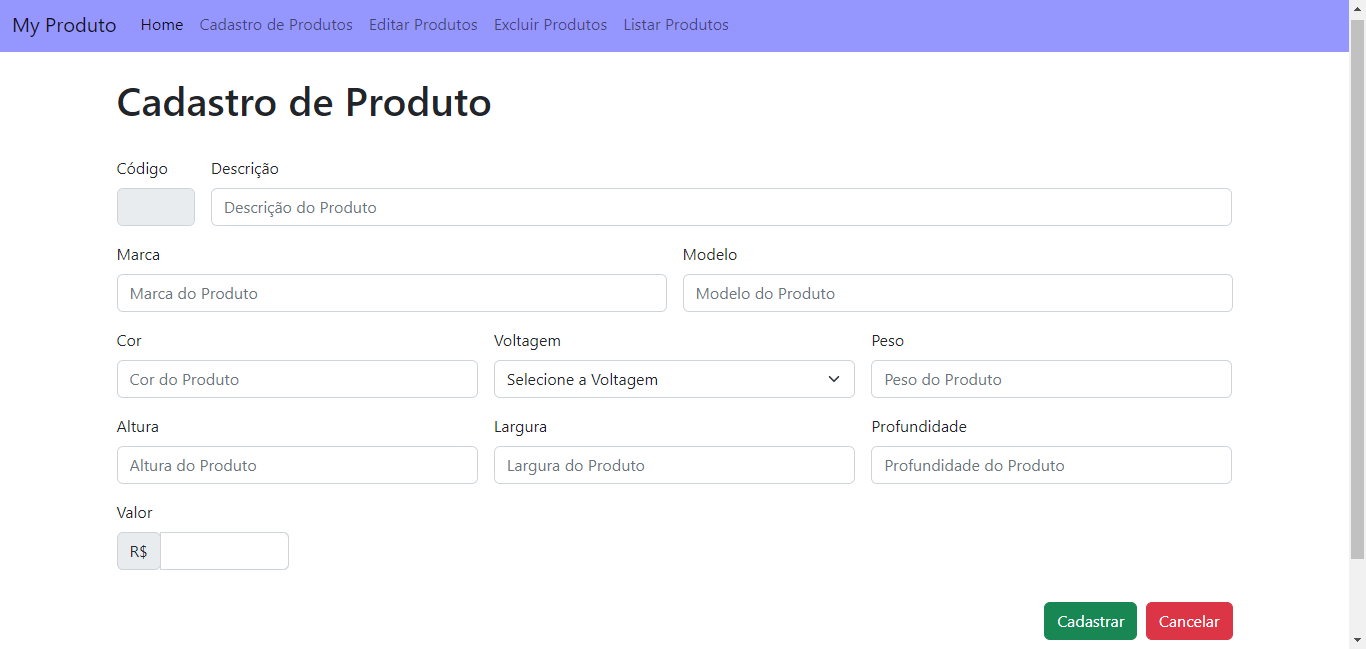 My Produto Home Cadastro de Produtos Editar Produtos Excluir Produtos Listar Produtos
Cadastro de Produto
Código Descrição
Descrição do Produto
Marca Modelo
Marca do Produto Modelo do Produto
Cor Voltagem Peso
Cor do Produto Selecione a Voltagem Peso do Produto
Altura Largura Profundidade
Altura do Produto Largura do Produto Profundidade do Produto
Valor
R$
Cadastrar Cancelar